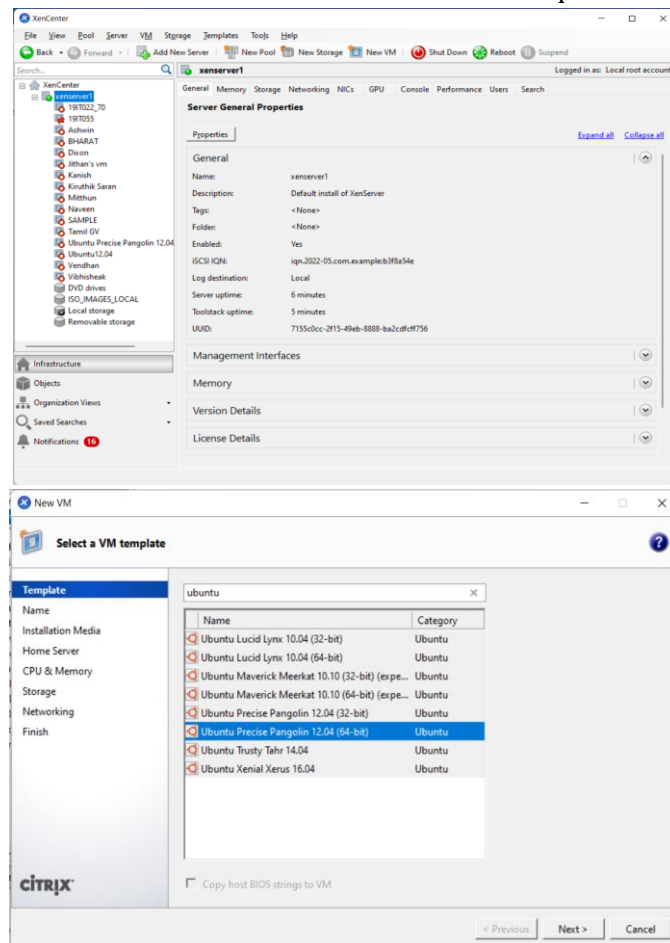 XenCenter
File View Pool Server VM Storage Templates Tools Help
Back Forward Add New Server New Pool New Storage New VM Shut Down Reboot Suspend
Search...
xenserver1 Logged in as: Local root account
XenCenter
xenserver1
19IT022_70
19IT055
Ashwin
BHARAT
Dixon
Jithan's vm
Kanish
Kiruthik Saran
Mitthun
Naveen
SAMPLE
Tamil GV
Ubuntu Precise Pangolin 12.04
Ubuntu12.04
Vendhan
Vibhisheak
DVD drives
ISO_IMAGES_LOCAL
Local storage
Removable storage
Infrastructure
Objects
Organization Views
Saved Searches
Notifications 16
General Memory Storage Networking NICs GPU Console Performance Users Search
Server General Properties
Properties Expand all Collapse all
General
Name: xenserver1
Description: Default install of XenServer
Tags: <None>
Folder: <None>
Enabled: Yes
iSCSI IQN: iqn.2022-05.com.example:b3f8a54e
Log destination: Local
Server uptime: 6 minutes
Toolstack uptime: 5 minutes
UUID: 7155c0cc-2f15-49eb-8888-ba2cdfcff756
Management Interfaces
Memory
Version Details
License Details
New VM
Select a VM template
Template
Name
Installation Media
Home Server
CPU & Memory
Storage
Networking
Finish
CITRIX
ubuntu
Name Category
Ubuntu Lucid Lynx 10.04 (32-bit) Ubuntu
Ubuntu Lucid Lynx 10.04 (64-bit) Ubuntu
Ubuntu Maverick Meerkat 10.10 (32-bit) (expe... Ubuntu
Ubuntu Maverick Meerkat 10.10 (64-bit) (expe... Ubuntu
Ubuntu Precise Pangolin 12.04 (32-bit) Ubuntu
Ubuntu Precise Pangolin 12.04 (64-bit) Ubuntu
Ubuntu Trusty Tahr 14.04 Ubuntu
Ubuntu Xenial Xerus 16.04 Ubuntu
Copy host BIOS strings to VM
< Previous Next > Cancel